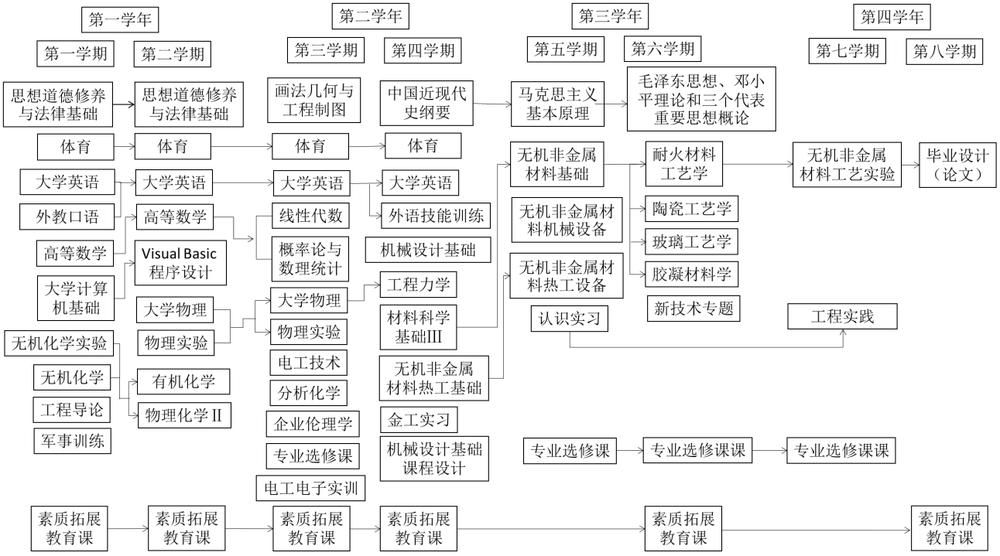 第一学年
第二学年
第三学年
第四学年
第一学期
第二学期
第三学期
第四学期
第五学期
第六学期
第七学期
第八学期
思想道德修养
与法律基础
思想道德修养
与法律基础
画法几何与
工程制图
中国近现代
史纲要
马克思主义
基本原理
毛泽东思想、邓小
平理论和三个代表
重要思想概论
体育
体育
体育
体育
无机非金属
材料基础
耐火材料
工艺学
无机非金属
材料工艺实验
毕业设计
（论文）
大学英语
大学英语
大学英语
大学英语
外教口语
高等数学
线性代数
外语技能训练
无机非金属材
料机械设备
陶瓷工艺学
高等数学
Visual Basic
程序设计
概率论与
数理统计
机械设计基础
玻璃工艺学
大学计算
机基础
大学物理
大学物理
工程力学
无机非金属材
料热工设备
胶凝材料学
物理实验
物理实验
材料科学
基础Ⅲ
认识实习
新技术专题
工程实践
无机化学实验
电工技术
无机化学
有机化学
分析化学
无机非金属
材料热工基础
工程导论
物理化学Ⅱ
企业伦理学
金工实习
军事训练
专业选修课
机械设计基础
课程设计
专业选修课
专业选修课课
专业选修课课
电工电子实训
素质拓展
教育课
素质拓展
教育课
素质拓展
教育课
素质拓展
教育课
素质拓展
教育课
素质拓展
教育课